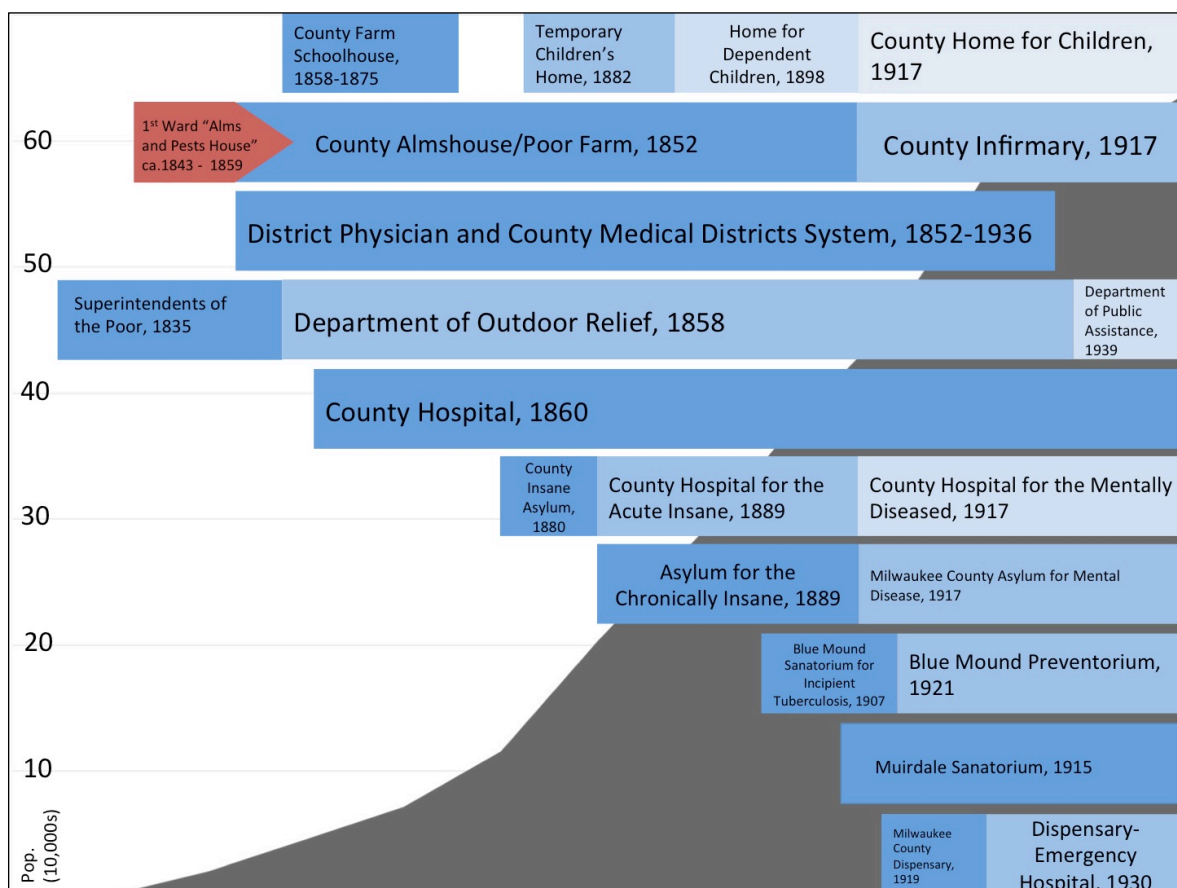 County Farm
Schoolhouse,
1858-1875
Temporary
Children's
Home, 1882
Home for
Dependent
Children, 1898
County Home for Children,
1917
60
1st Ward "Alms
and Pests House"
ca.1843 - 1859
County Almshouse/Poor Farm, 1852
County Infirmary, 1917
District Physician and County Medical Districts System, 1852-1936
50
Superintendents of
the Poor, 1835
Department of Outdoor Relief, 1858
Department
of Public
Assistance,
1939
40
County Hospital, 1860
County
Insane
Asylum,
1880
County Hospital for the
Acute Insane, 1889
County Hospital for the Mentally
Diseased, 1917
30
Asylum for the
Chronically Insane, 1889
Milwaukee County Asylum for Mental
Disease, 1917
20
Blue Mound
Sanatorium for
Incipient
Tuberculosis, 1907
Blue Mound Preventorium,
1921
10
Muirdale Sanatorium, 1915
Pop.
(10,000s)
Milwaukee
County
Dispensary,
1919
Dispensary-
Emergency
Hospital, 1930